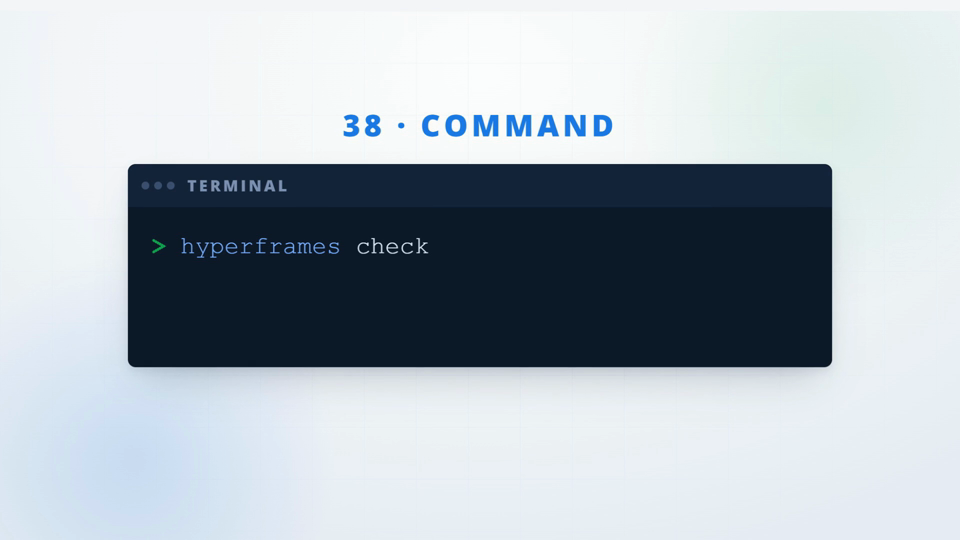 38 · COMMAND
TERMINAL
> hyperframes check